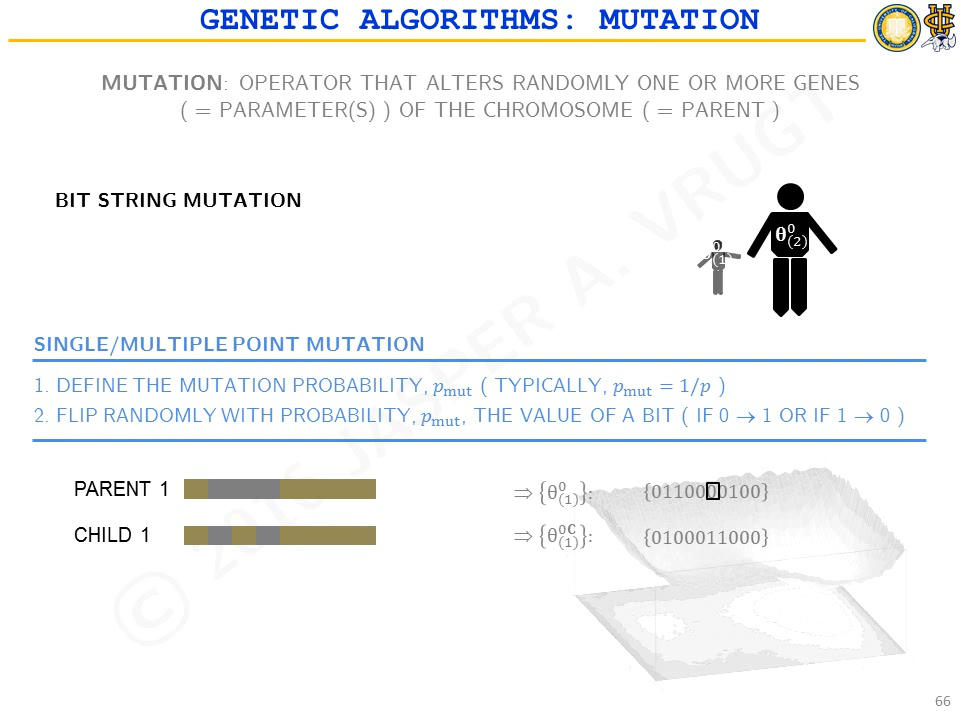 GENETIC ALGORITHMS: MUTATION
MUTATION: OPERATOR THAT ALTERS RANDOMLY ONE OR MORE GENES
( = PARAMETER(S) ) OF THE CHROMOSOME ( = PARENT )
BIT STRING MUTATION
θ⁰₍₂₎
SINGLE/MULTIPLE POINT MUTATION
1. DEFINE THE MUTATION PROBABILITY, p_mut ( TYPICALLY, p_mut = 1/p )
2. FLIP RANDOMLY WITH PROBABILITY, p_mut, THE VALUE OF A BIT ( IF 0 → 1 OR IF 1 → 0 )
PARENT 1 ⇒ {θ⁰₍₁₎}: {0110000100}
CHILD 1 ⇒ {θ⁰ᶜ₍₁₎}: {0100011000}
© 2016 JASPER A. VRUGT
66